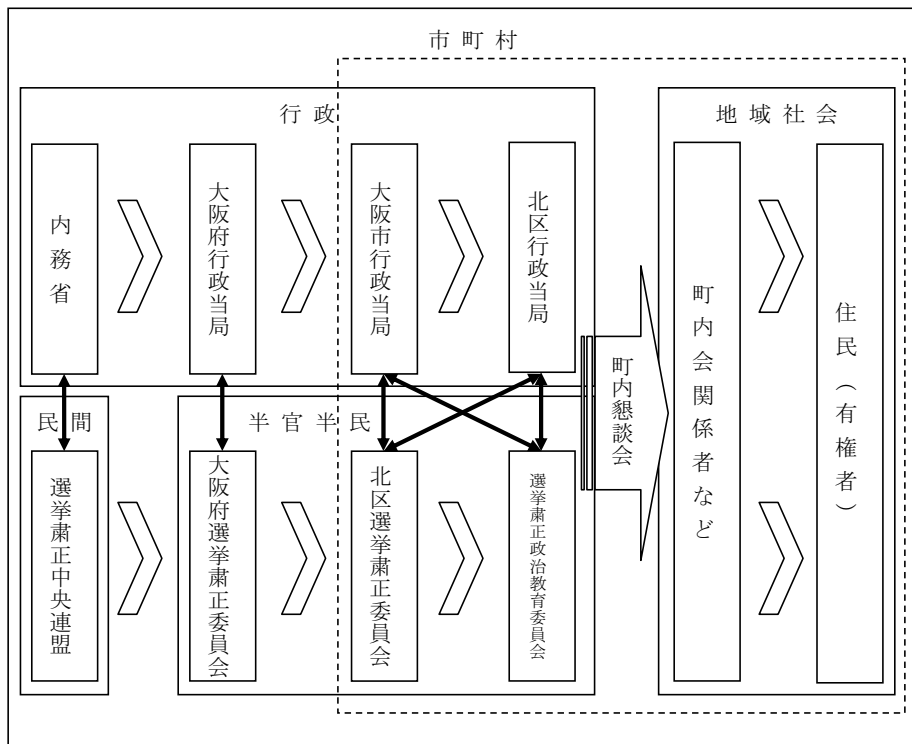 市町村
行政
地域社会
内務省
大阪府行政当局
大阪市行政当局
北区行政当局
町内懇談会
町内会関係者など
住民（有権者）
民間
半官半民
選挙粛正中央連盟
大阪府選挙粛正委員会
北区選挙粛正委員会
選挙粛正政治教育委員会